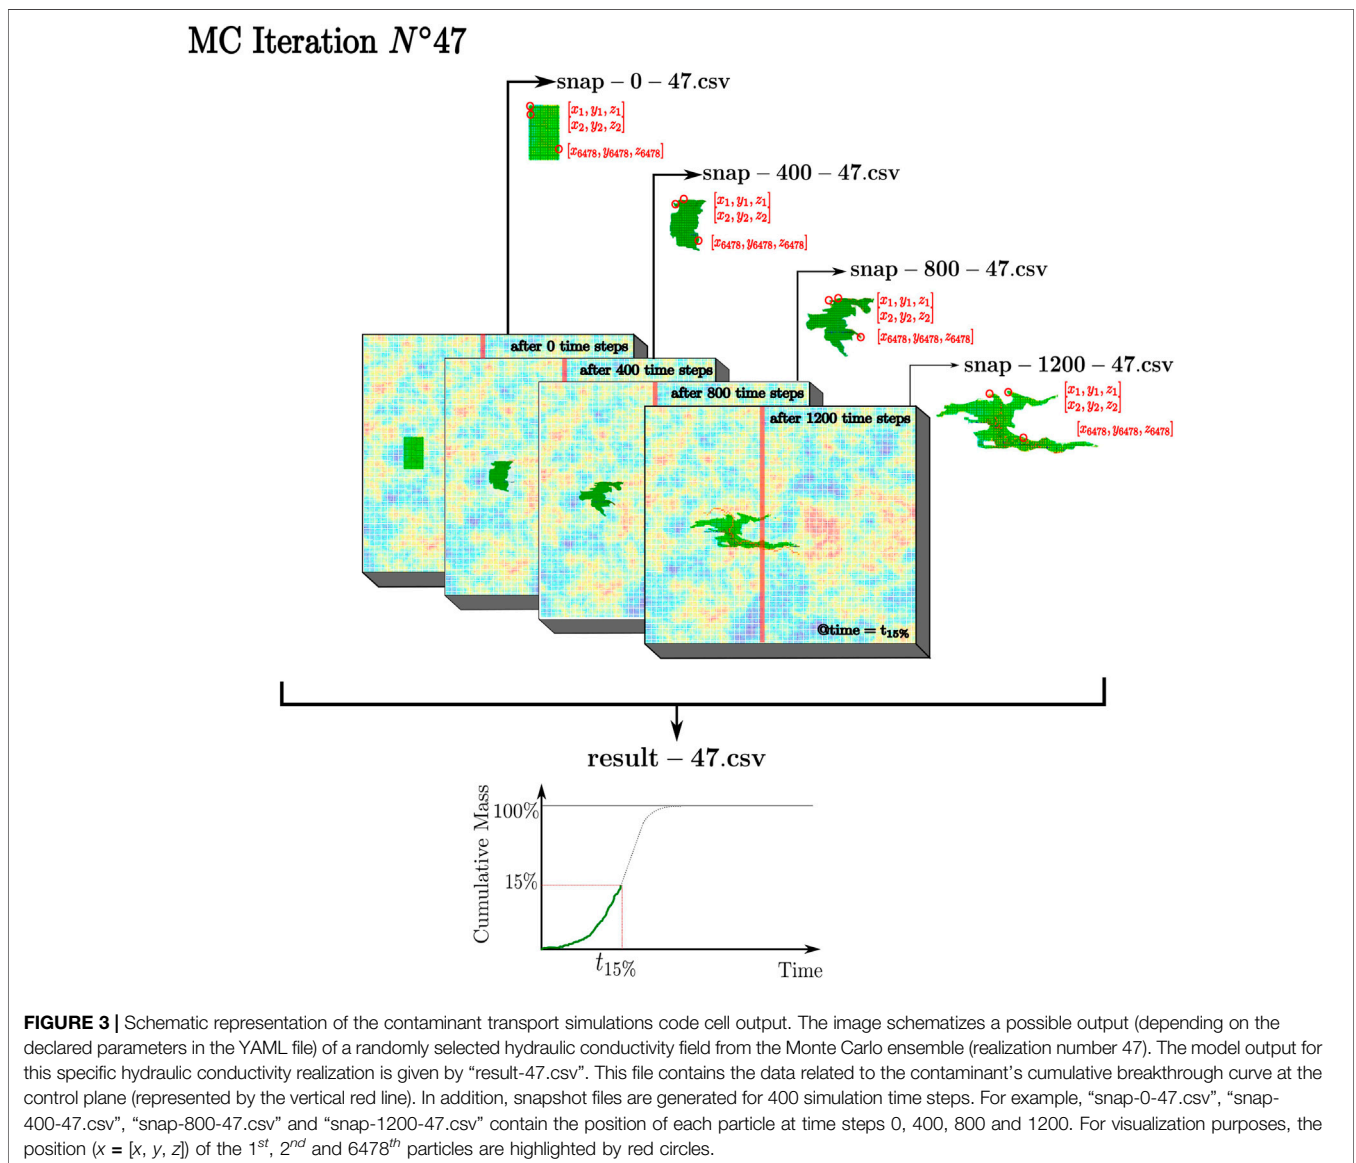 MC Iteration N°47
snap – 0 – 47.csv
[x1, y1, z1]
[x2, y2, z2]
[x6478, y6478, z6478]
snap – 400 – 47.csv
[x1, y1, z1]
[x2, y2, z2]
[x6478, y6478, z6478]
snap – 800 – 47.csv
[x1, y1, z1]
[x2, y2, z2]
[x6478, y6478, z6478]
snap – 1200 – 47.csv
[x1, y1, z1]
[x2, y2, z2]
[x6478, y6478, z6478]
after 0 time steps
after 400 time steps
after 800 time steps
after 1200 time steps
@time = t15%
result – 47.csv
Cumulative Mass
100%
15%
t15%
Time
FIGURE 3 | Schematic representation of the contaminant transport simulations code cell output. The image schematizes a possible output (depending on the
declared parameters in the YAML file) of a randomly selected hydraulic conductivity field from the Monte Carlo ensemble (realization number 47). The model output for
this specific hydraulic conductivity realization is given by “result-47.csv”. This file contains the data related to the contaminant’s cumulative breakthrough curve at the
control plane (represented by the vertical red line). In addition, snapshot files are generated for 400 simulation time steps. For example, “snap-0-47.csv”, “snap-
400-47.csv”, “snap-800-47.csv” and “snap-1200-47.csv” contain the position of each particle at time steps 0, 400, 800 and 1200. For visualization purposes, the
position (x = [x, y, z]) of the 1st, 2nd and 6478th particles are highlighted by red circles.